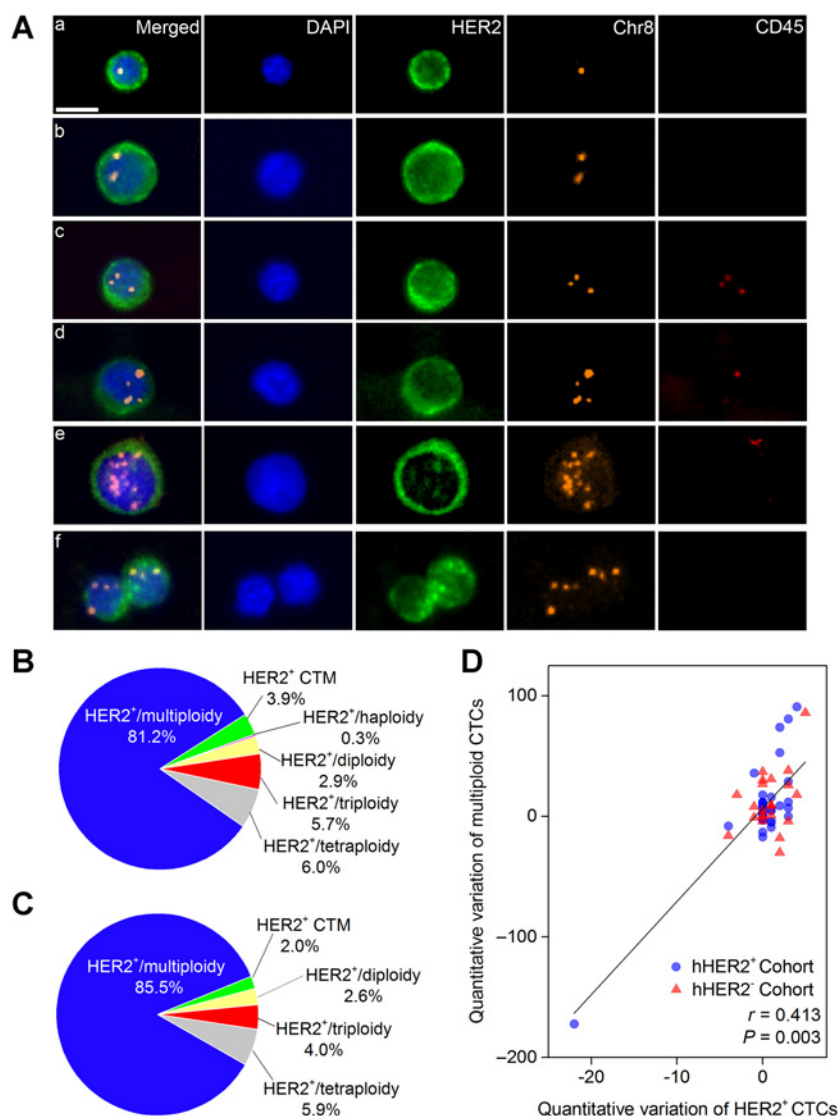 A
Merged DAPI HER2 Chr8 CD45
a
b
c
d
e
f
B
HER2⁺ CTM
3.9%
HER2⁺/multiploidy
81.2%
HER2⁺/haploidy
0.3%
HER2⁺/diploidy
2.9%
HER2⁺/triploidy
5.7%
HER2⁺/tetraploidy
6.0%
C
HER2⁺ CTM
2.0%
HER2⁺/multiploidy
85.5%
HER2⁺/diploidy
2.6%
HER2⁺/triploidy
4.0%
HER2⁺/tetraploidy
5.9%
D
Quantitative variation of multiploid CTCs
100
0
−100
−200
hHER2⁺ Cohort
hHER2⁻ Cohort
r = 0.413
P = 0.003
-20 -10 0
Quantitative variation of HER2⁺ CTCs